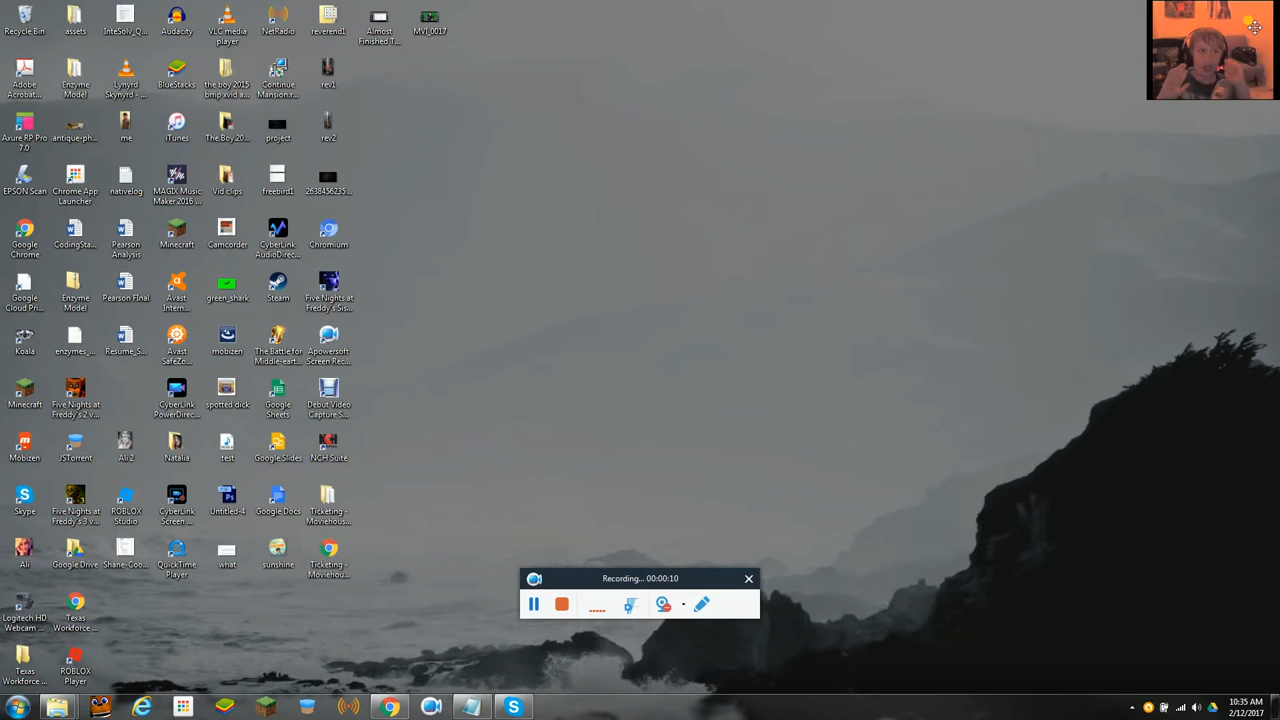 Recycle Bin
assets
InteSolv_Q...
Audacity
VLC media player
NetRadio
reverend1
Almost Finished T...
MVI_0017
Adobe Acrobat...
Enzyme Model
Lynyrd Skynyrd - ...
BlueStacks
the boy 2015 bmp xvid a...
Continue Mansion.r...
rev1
Axure RP Pro 7.0
antique-ph...
me
iTunes
The.Boy.20...
project
rev2
EPSON Scan
Chrome App Launcher
nativelog
MAGIX Music Maker 2016 ...
Vid clips
freebird1
2638456235...
Google Chrome
CodingSta...
Pearson Analysis
Minecraft
Camcorder
CyberLink AudioDirec...
Chromium
Google Cloud Pri...
Enzyme Model
Pearson FInal
Avast Intern...
green_shark
Steam
Five Nights at Freddy's Sis...
Koala
enzymes_...
Resume_S...
Avast SafeZo...
mobizen
The Battle for Middle-eart...
Apowersoft Screen Rec...
Minecraft
Five Nights at Freddy's 2 v...
CyberLink PowerDirec...
spotted dick
Google Sheets
Debut Video Capture S...
Mobizen
JSTorrent
Ali 2
Natalia
test
Google Slides
NCH Suite
Skype
Five Nights at Freddy's 3 v...
ROBLOX Studio
CyberLink Screen ...
Untitled-4
Google Docs
Ticketing - Moviehous...
Ali
Google Drive
Shane-Coo...
QuickTime Player
what
sunshine
Ticketing - Moviehou...
Logitech HD Webcam ...
Texas Workforce ...
Texas Workforce ...
ROBLOX Player
Recording... 00:00:10
10:35 AM
2/12/2017